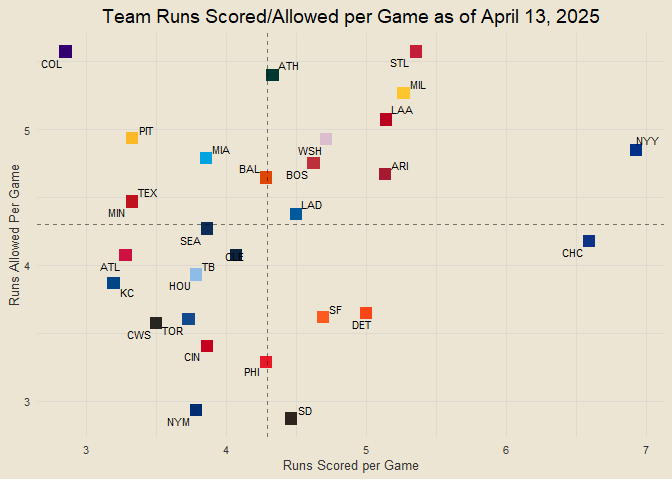 Team Runs Scored/Allowed per Game as of April 13, 2025
COL
STL
ATH
MIL
LAA
PIT
NYY
MIA
WSH
BAL
BOS
ARI
TEX
MIN
LAD
SEA
CLE
CHC
ATL
TB
HOU
KC
SF
DET
CWS
TOR
CIN
PHI
NYM
SD
5
4
3
3
4
5
6
7
Runs Scored per Game
Runs Allowed Per Game